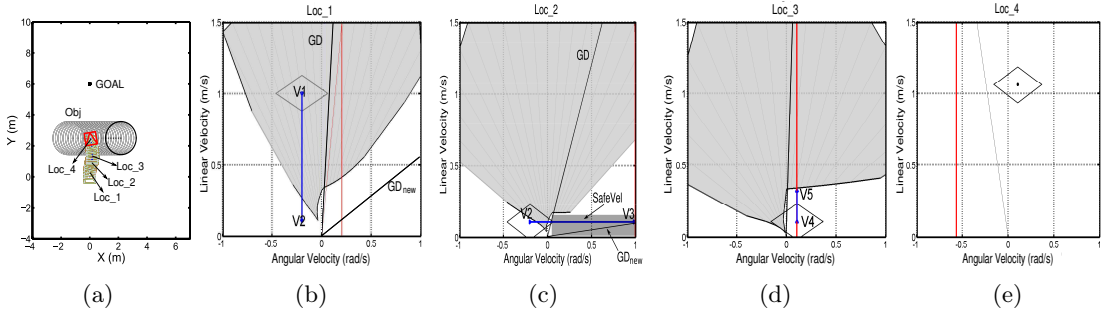 Loc_1
Loc_2
Loc_3
Loc_4
10
8
6
4
2
0
−2
−4
Y (m)
GOAL
Obj
Loc_4
Loc_3
Loc_2
Loc_1
−4 −2 0 2 4 6
X (m)
1.5
1
0.5
0
Linear Velocity (m/s)
GD
V1
V2
GDnew
-1 -0.5 0 0.5 1
Angular Velocity (rad/s)
1.5
1
0.5
0
Linear Velocity (m/s)
GD
SafeVel
V2
V3
GDnew
-1 -0.5 0 0.5 1
Angular Velocity (rad/s)
1.5
1
0.5
0
Linear Velocity (m/s)
V5
V4
-1 -0.5 0 0.5 1
Angular Velocity (rad/s)
1.5
1
0.5
0
Linear Velocity (m/s)
-1 -0.5 0 0.5 1
Angular Velocity (rad/s)
(a) (b) (c) (d) (e)